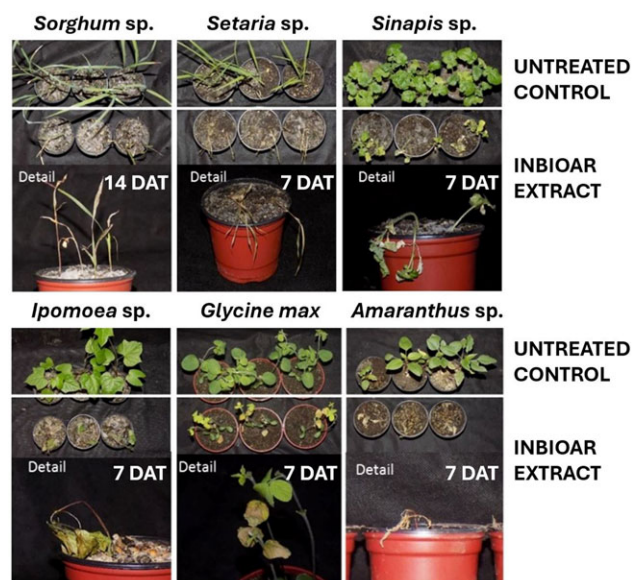 Sorghum sp.
Setaria sp.
Sinapis sp.
UNTREATED
CONTROL
INBIOAR
EXTRACT
Detail
14 DAT
Detail
7 DAT
Detail
7 DAT
Ipomoea sp.
Glycine max
Amaranthus sp.
UNTREATED
CONTROL
INBIOAR
EXTRACT
Detail
7 DAT
Detail
7 DAT
Detail
7 DAT